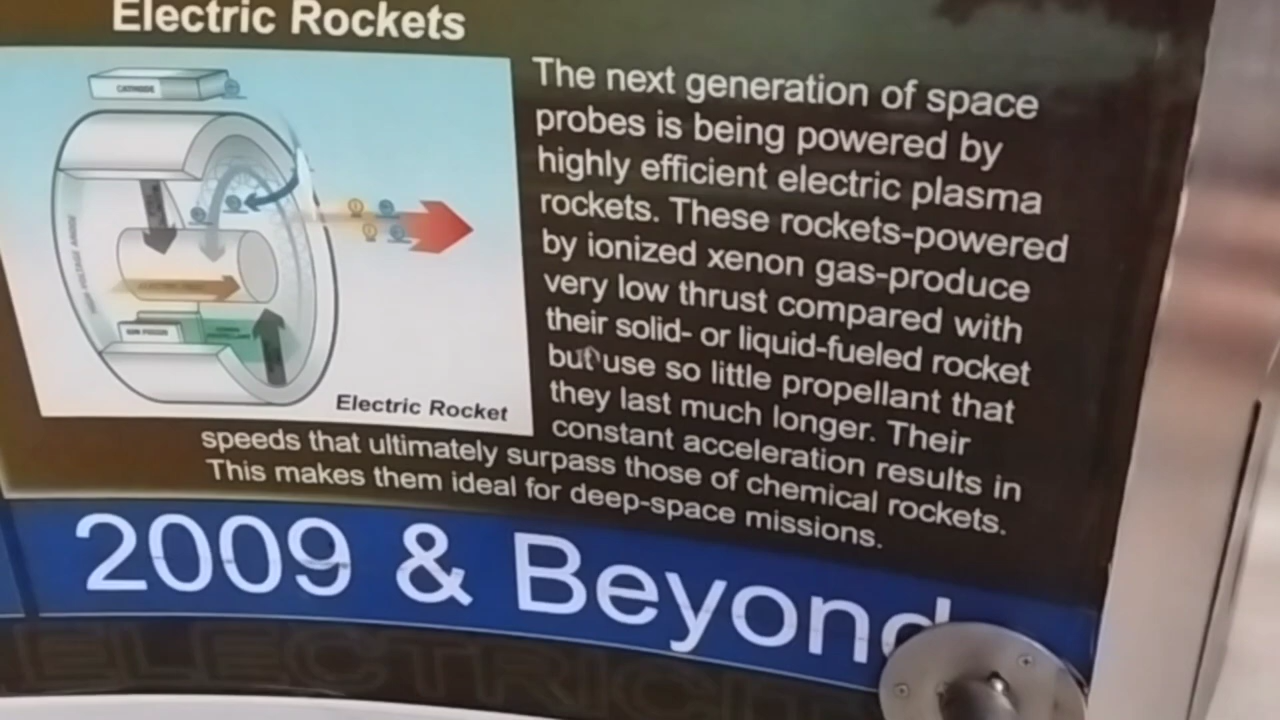 Electric Rockets
CATHODE
The next generation of space
probes is being powered by
highly efficient electric plasma
rockets. These rockets-powered
by ionized xenon gas-produce
very low thrust compared with
their solid- or liquid-fueled rocket
but use so little propellant that
they last much longer. Their
constant acceleration results in
speeds that ultimately surpass those of chemical rockets.
This makes them ideal for deep-space missions.
Electric Rocket
2009 & Beyond
ELECTRICIT